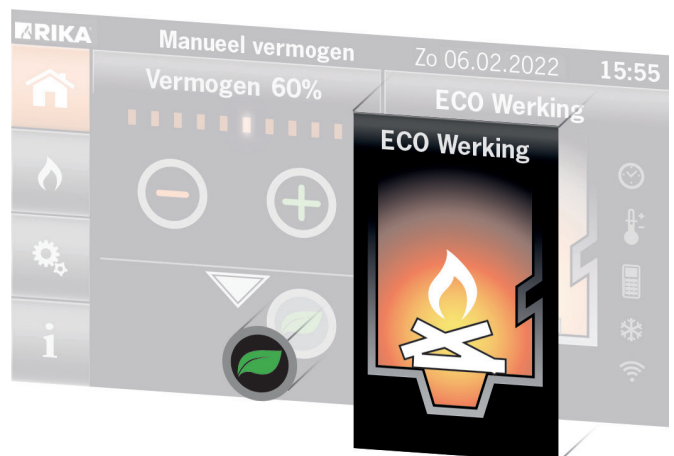 RIKA
Manueel vermogen
Zo 06.02.2022
15:55
Vermogen 60%
ECO Werking
ECO Werking
i